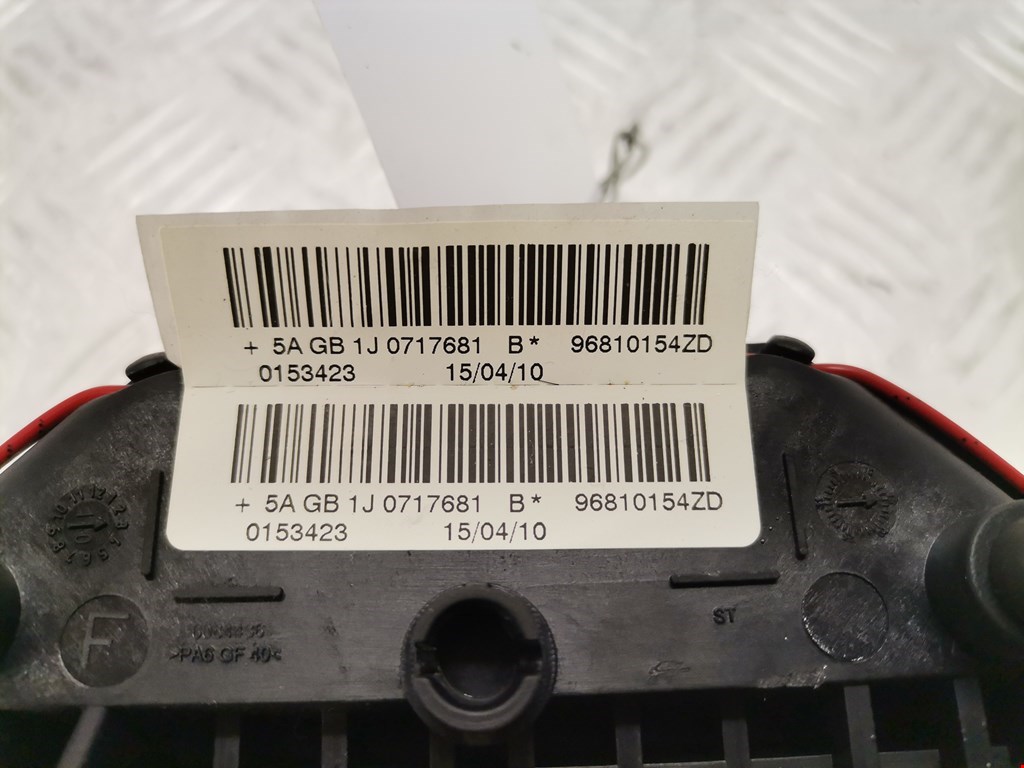 + 5A GB 1J 0717681 B* 96810154ZD
0153423 15/04/10
+ 5A GB 1J 0717681 B* 96810154ZD
0153423 15/04/10
F
>PA6 GF 40<
ST